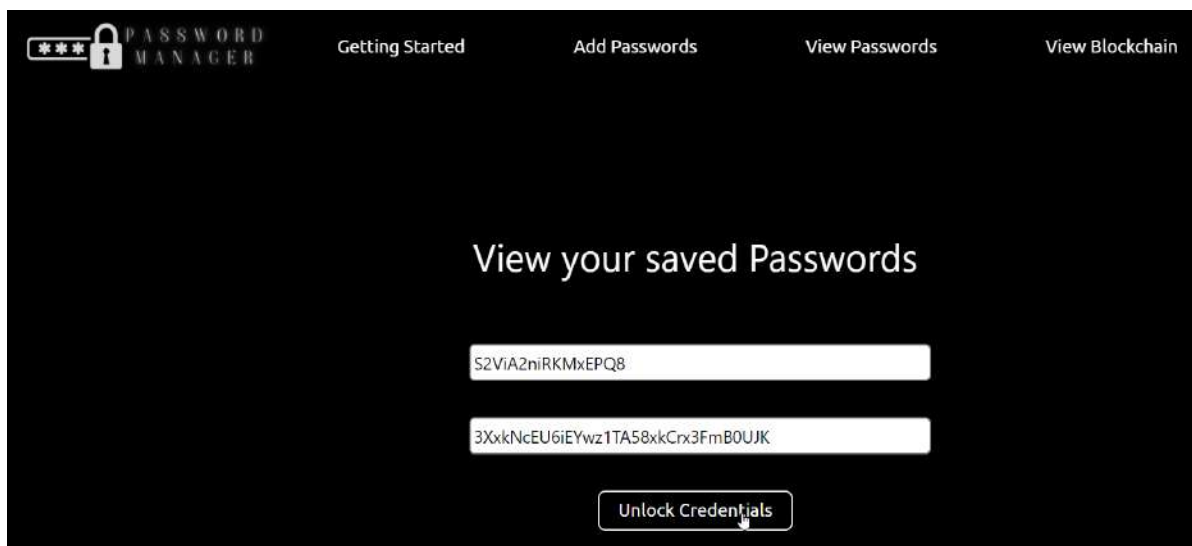 ***
PASSWORD
MANAGER
Getting Started
Add Passwords
View Passwords
View Blockchain
View your saved Passwords
S2ViA2niRKMxEPQ8
3XxkNcEU6iEYwz1TA58xkCrx3FmB0UJK
Unlock Credentials